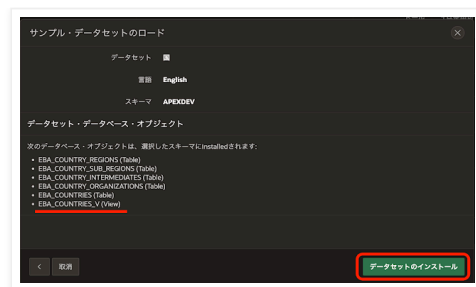 サンプル・データセットのロード
データセット 国
言語 English
スキーマ APEXDEV
データセット・データベース・オブジェクト
次のデータベース・オブジェクトは、選択したスキーマにInstalledされます:
• EBA_COUNTRY_REGIONS (Table)
• EBA_COUNTRY_SUB_REGIONS (Table)
• EBA_COUNTRY_INTERMEDIATES (Table)
• EBA_COUNTRY_ORGANIZATIONS (Table)
• EBA_COUNTRIES (Table)
• EBA_COUNTRIES_V (View)
取消
データセットのインストール